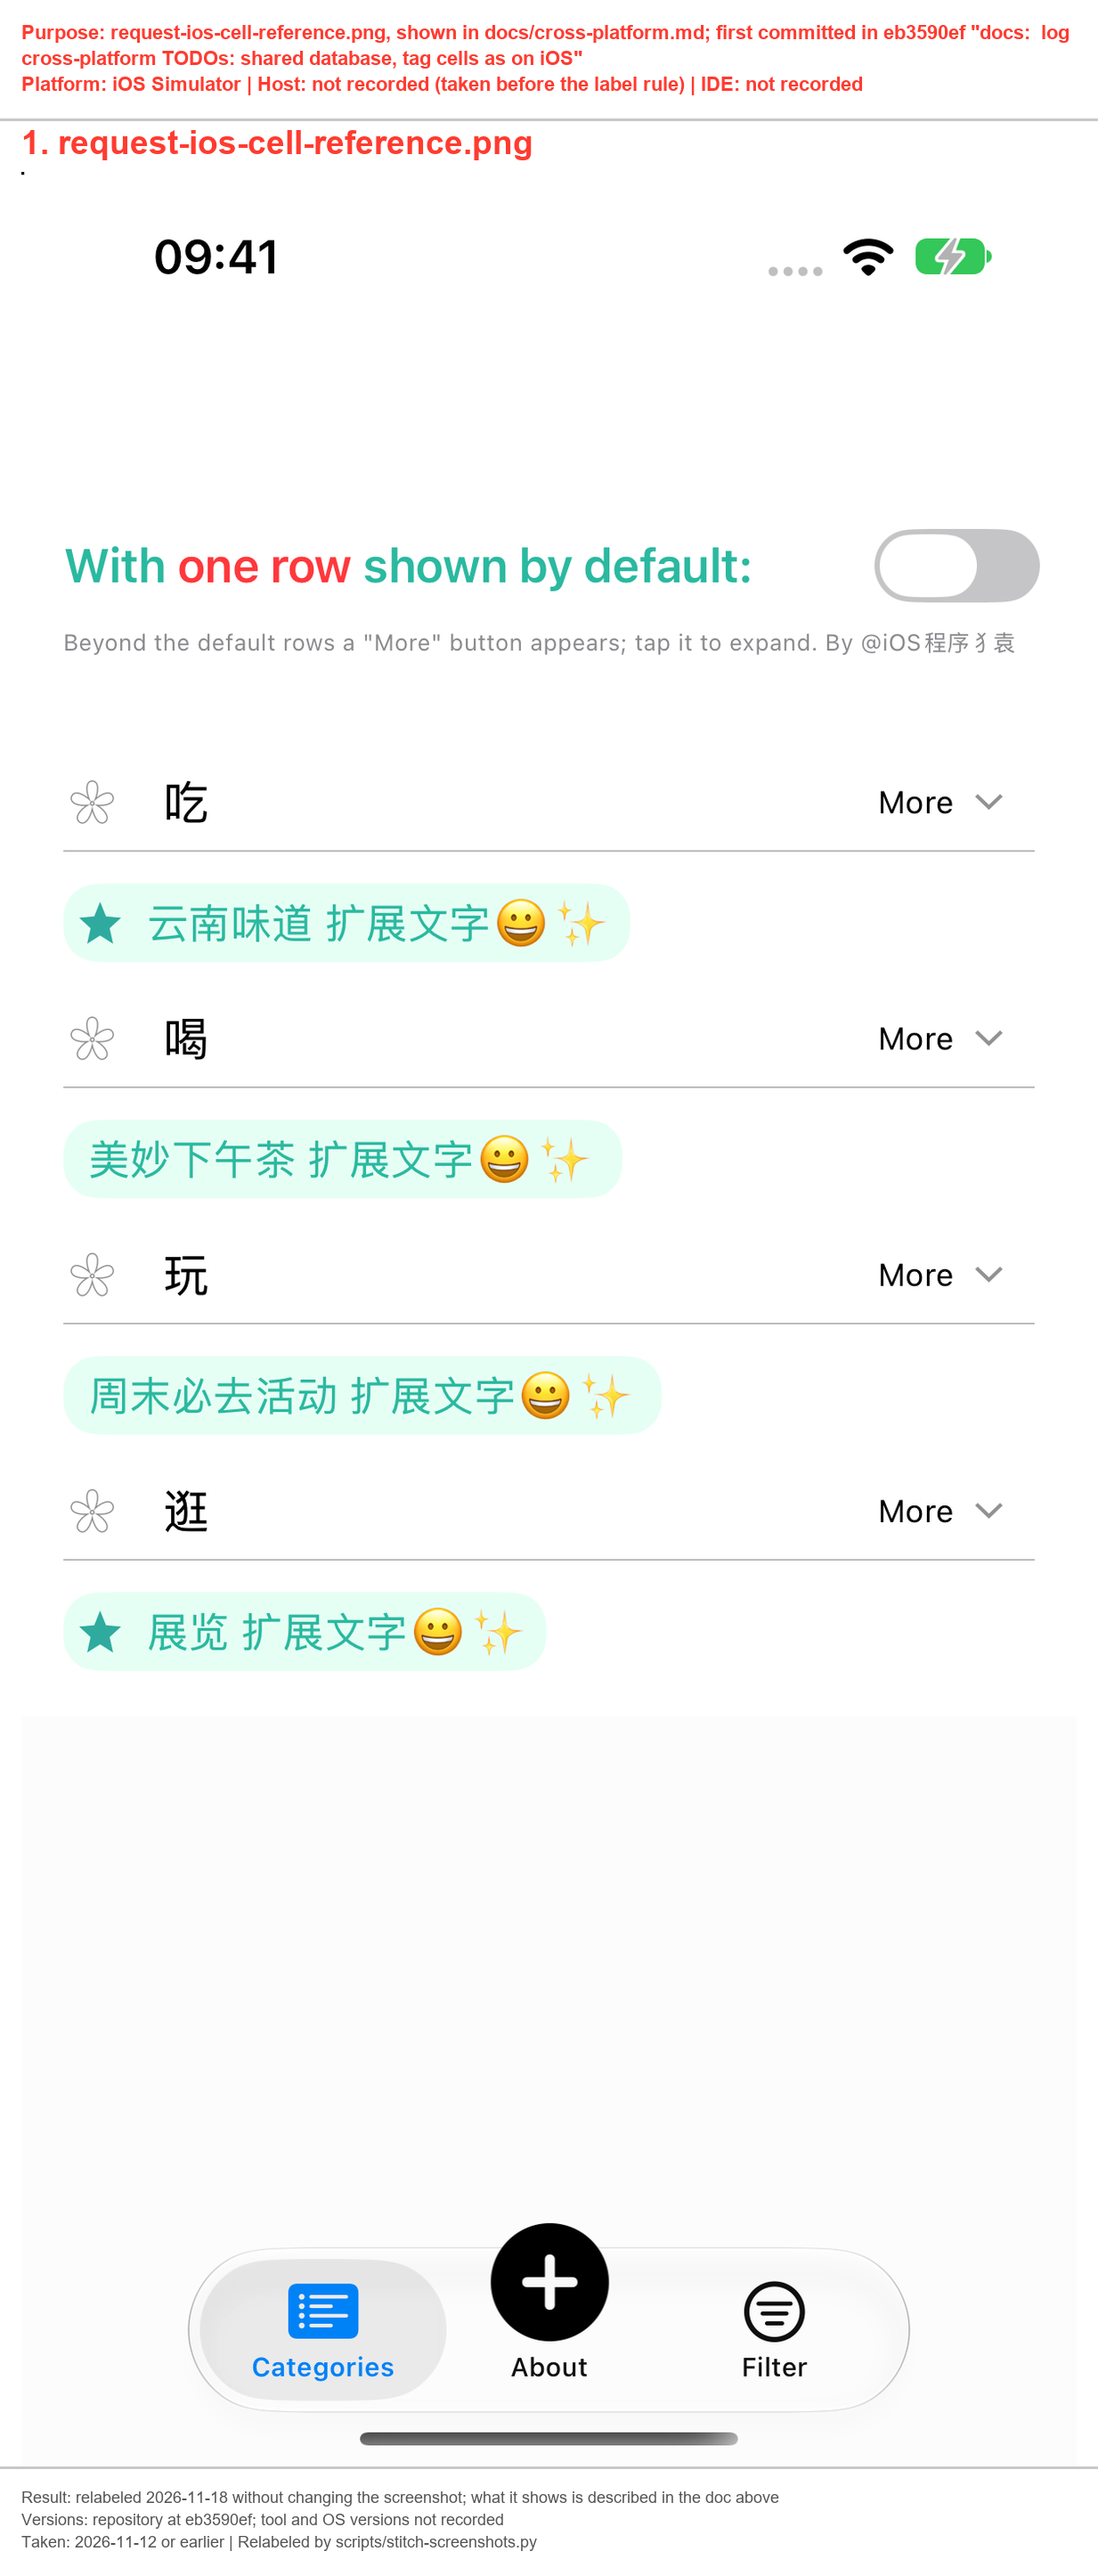 Purpose: request-ios-cell-reference.png, shown in docs/cross-platform.md; first committed in eb3590ef "docs:  log
cross-platform TODOs: shared database, tag cells as on iOS"
Platform: iOS Simulator | Host: not recorded (taken before the label rule) | IDE: not recorded
1. request-ios-cell-reference.png
09:41
With one row shown by default:
Beyond the default rows a "More" button appears; tap it to expand. By @iOS程序犭袁
吃 More
★ 云南味道 扩展文字😀✨
喝 More
美妙下午茶 扩展文字😀✨
玩 More
周末必去活动 扩展文字😀✨
逛 More
★ 展览 扩展文字😀✨
Categories About Filter
Result: relabeled 2026-11-18 without changing the screenshot; what it shows is described in the doc above
Versions: repository at eb3590ef; tool and OS versions not recorded
Taken: 2026-11-12 or earlier | Relabeled by scripts/stitch-screenshots.py